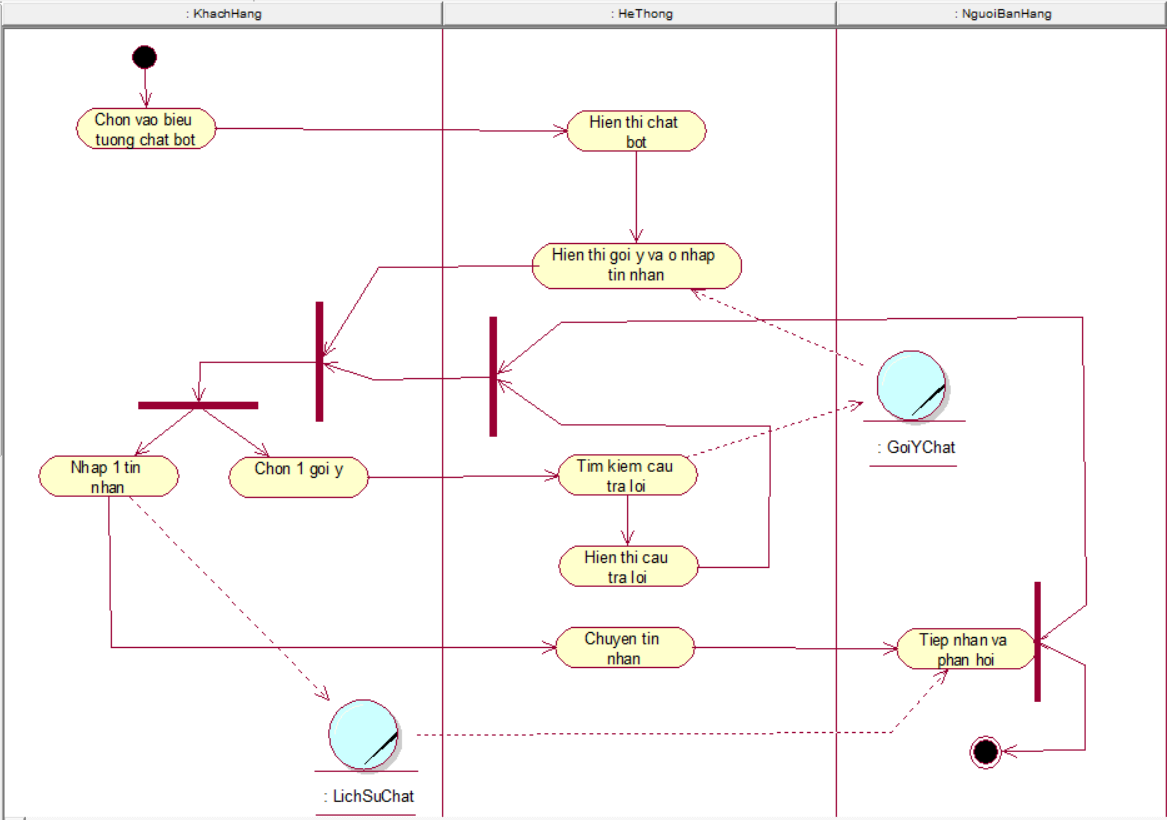 : KhachHang
: HeThong
: NguoiBanHang
Chon vao bieu
tuong chat bot
Hien thi chat
bot
Hien thi goi y va o nhap
tin nhan
: GoiYChat
Nhap 1 tin
nhan
Chon 1 goi y
Tim kiem cau
tra loi
Hien thi cau
tra loi
Chuyen tin
nhan
Tiep nhan va
phan hoi
: LichSuChat